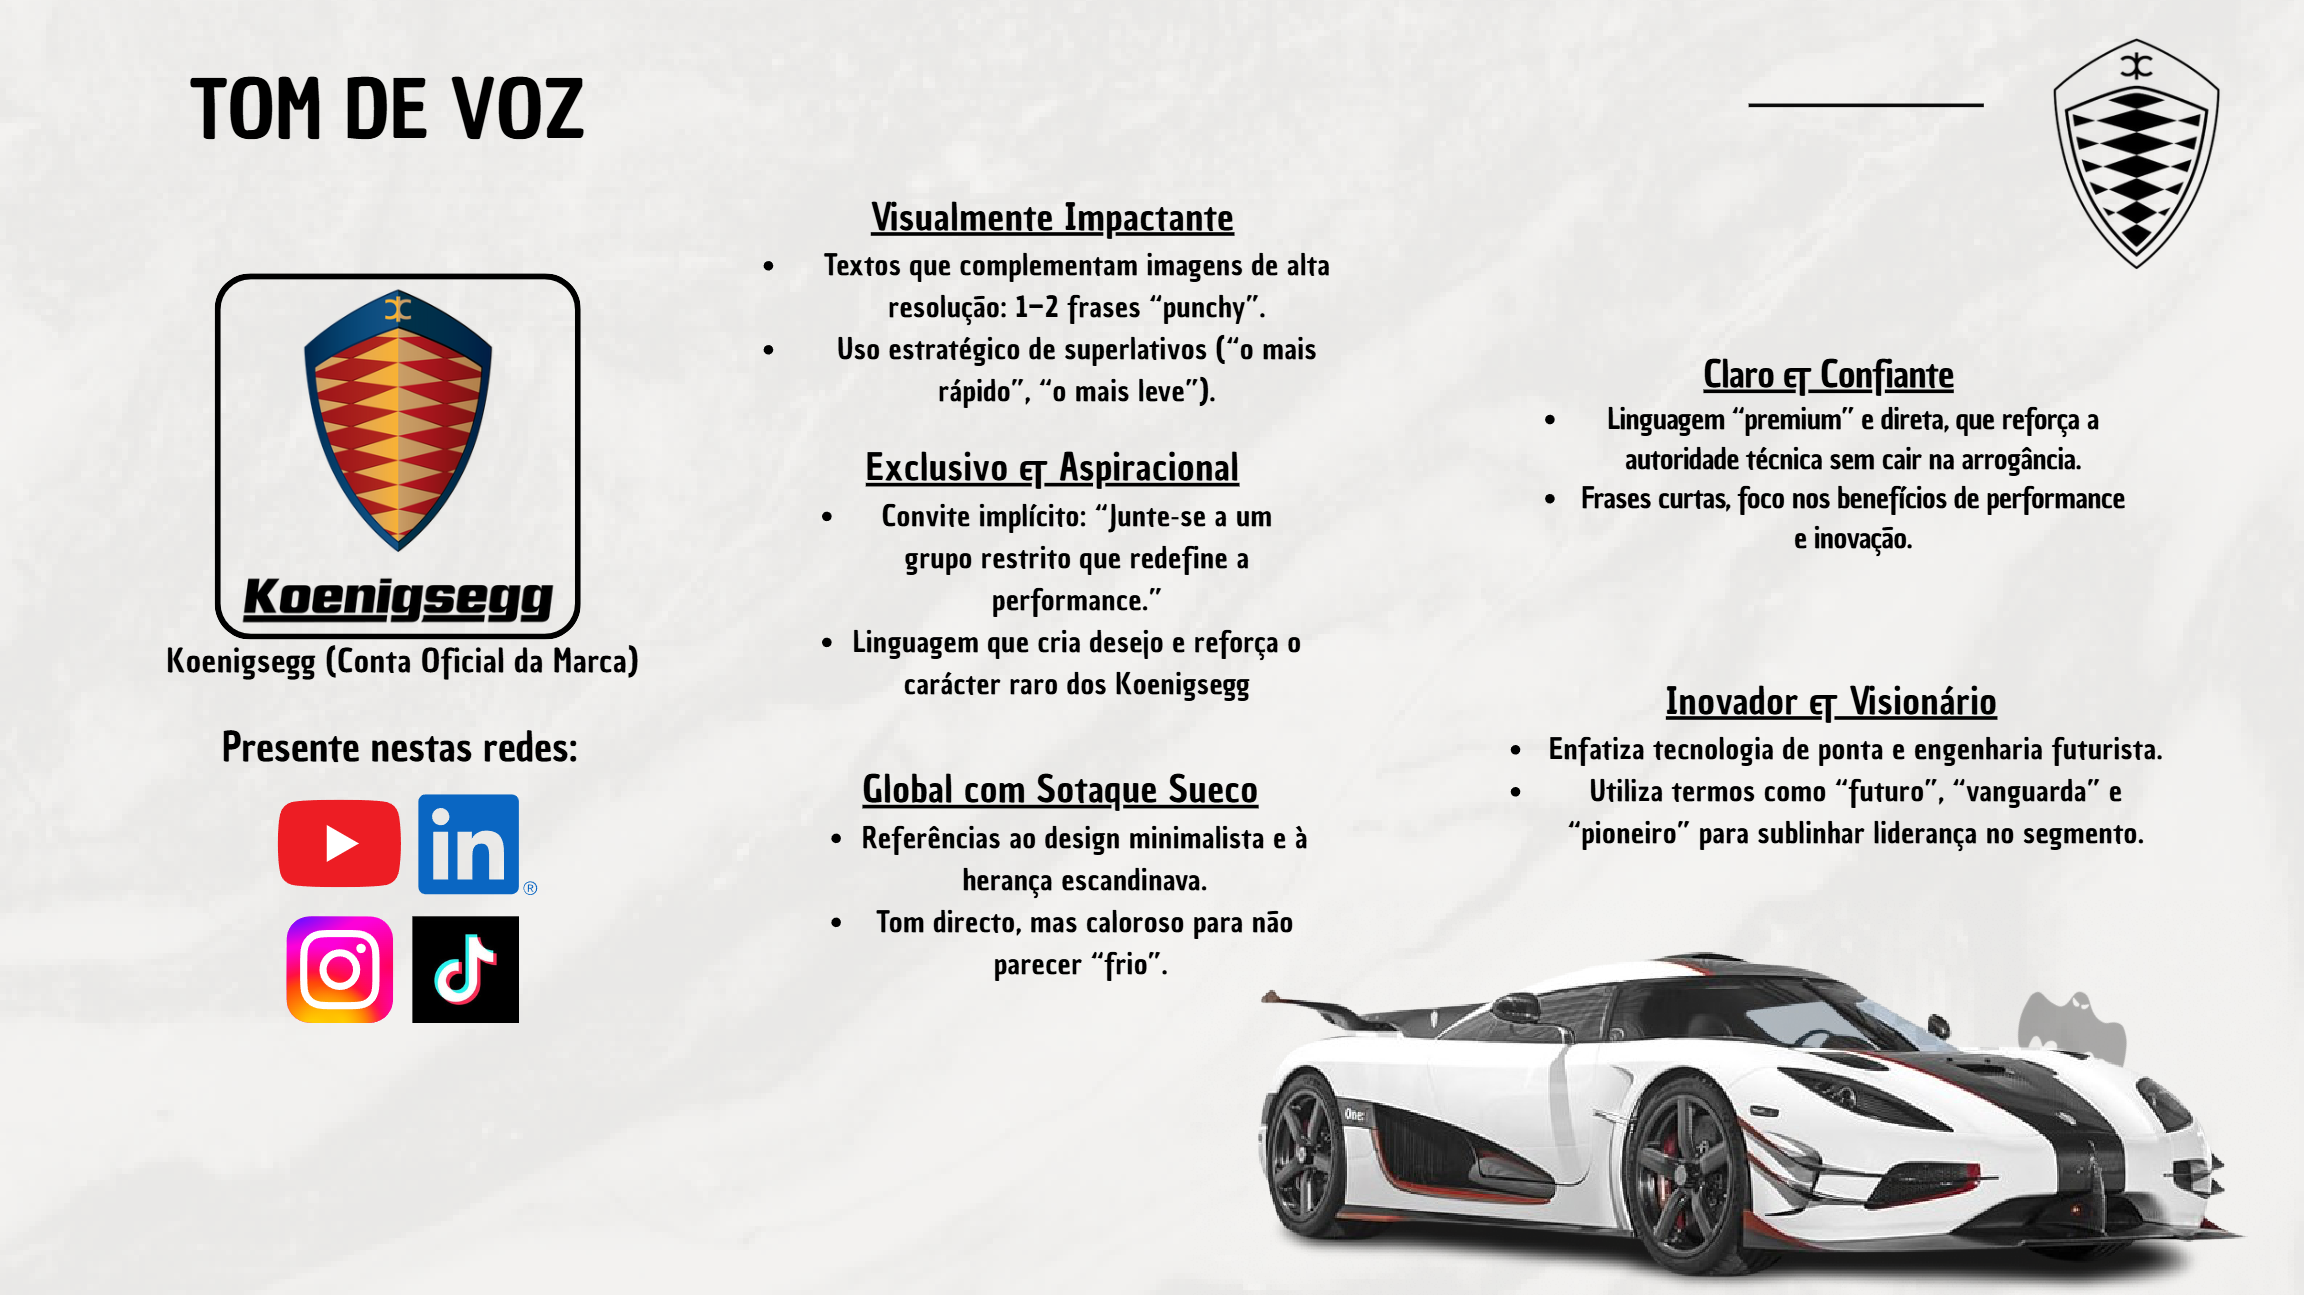 TOM DE VOZ
Koenigsegg
Koenigsegg (Conta Oficial da Marca)
Presente nestas redes:
in
®
Visualmente Impactante
• Textos que complementam imagens de alta
resolução: 1–2 frases “punchy”.
• Uso estratégico de superlativos (“o mais
rápido”, “o mais leve”).
Exclusivo & Aspiracional
• Convite implícito: “Junte-se a um
grupo restrito que redefine a
performance.”
• Linguagem que cria desejo e reforça o
carácter raro dos Koenigsegg
Global com Sotaque Sueco
• Referências ao design minimalista e à
herança escandinava.
• Tom directo, mas caloroso para não
parecer “frio”.
Claro & Confiante
• Linguagem “premium” e direta, que reforça a
autoridade técnica sem cair na arrogância.
• Frases curtas, foco nos benefícios de performance
e inovação.
Inovador & Visionário
• Enfatiza tecnologia de ponta e engenharia futurista.
• Utiliza termos como “futuro”, “vanguarda” e
“pioneiro” para sublinhar liderança no segmento.
One: